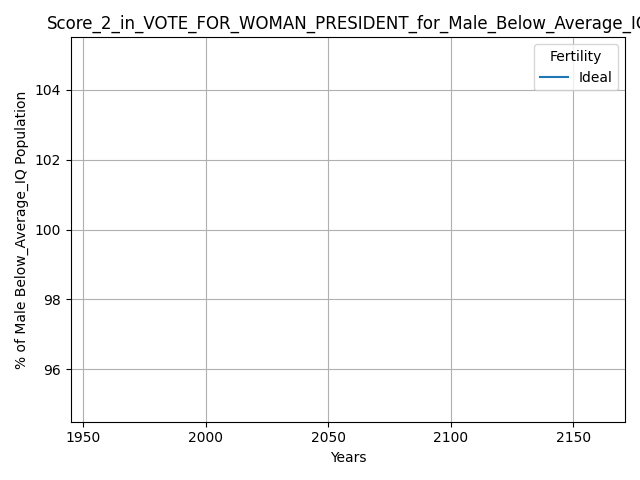 Score_2_in_VOTE_FOR_WOMAN_PRESIDENT_for_Male_Below_Average_IQ
Fertility
Ideal
% of Male Below_Average_IQ Population
104
102
100
98
96
1950 2000 2050 2100 2150
Years